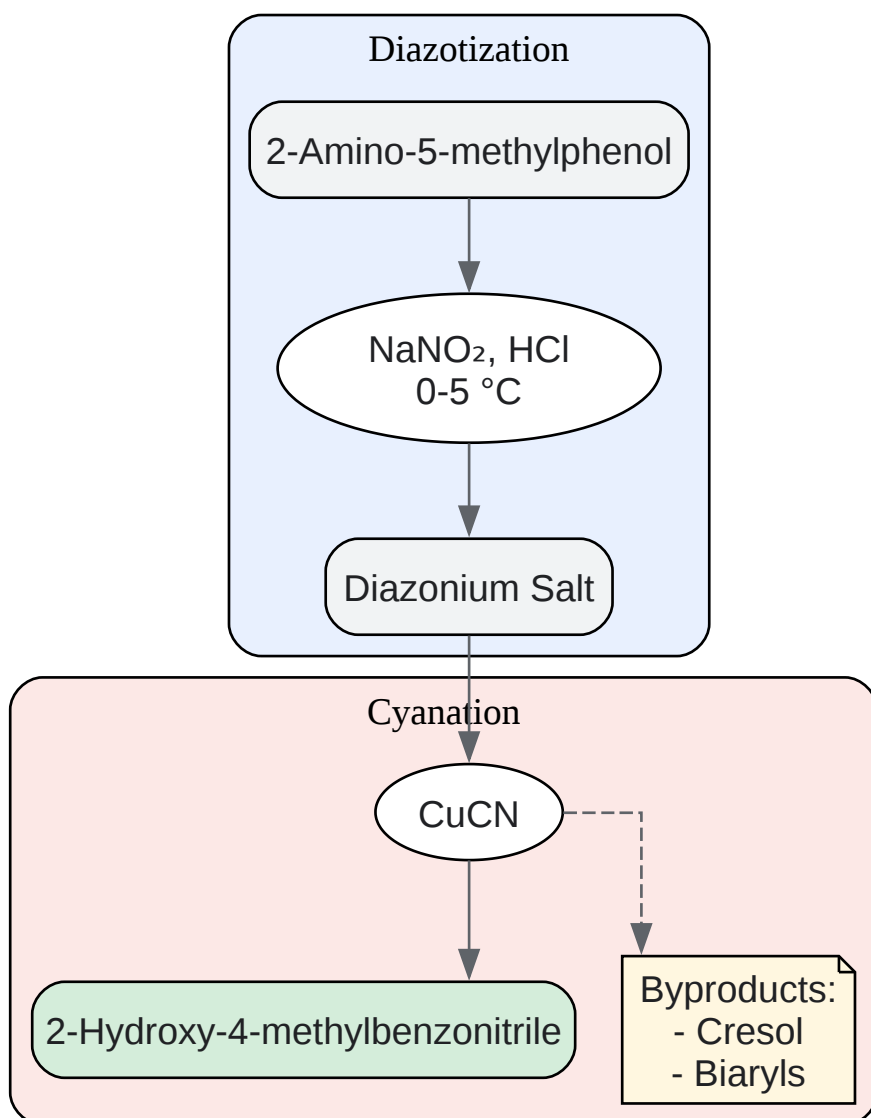 Diazotization
2-Amino-5-methylphenol
NaNO₂, HCl
0-5 °C
Diazonium Salt
Cyanation
CuCN
2-Hydroxy-4-methylbenzonitrile
Byproducts:
- Cresol
- Biaryls